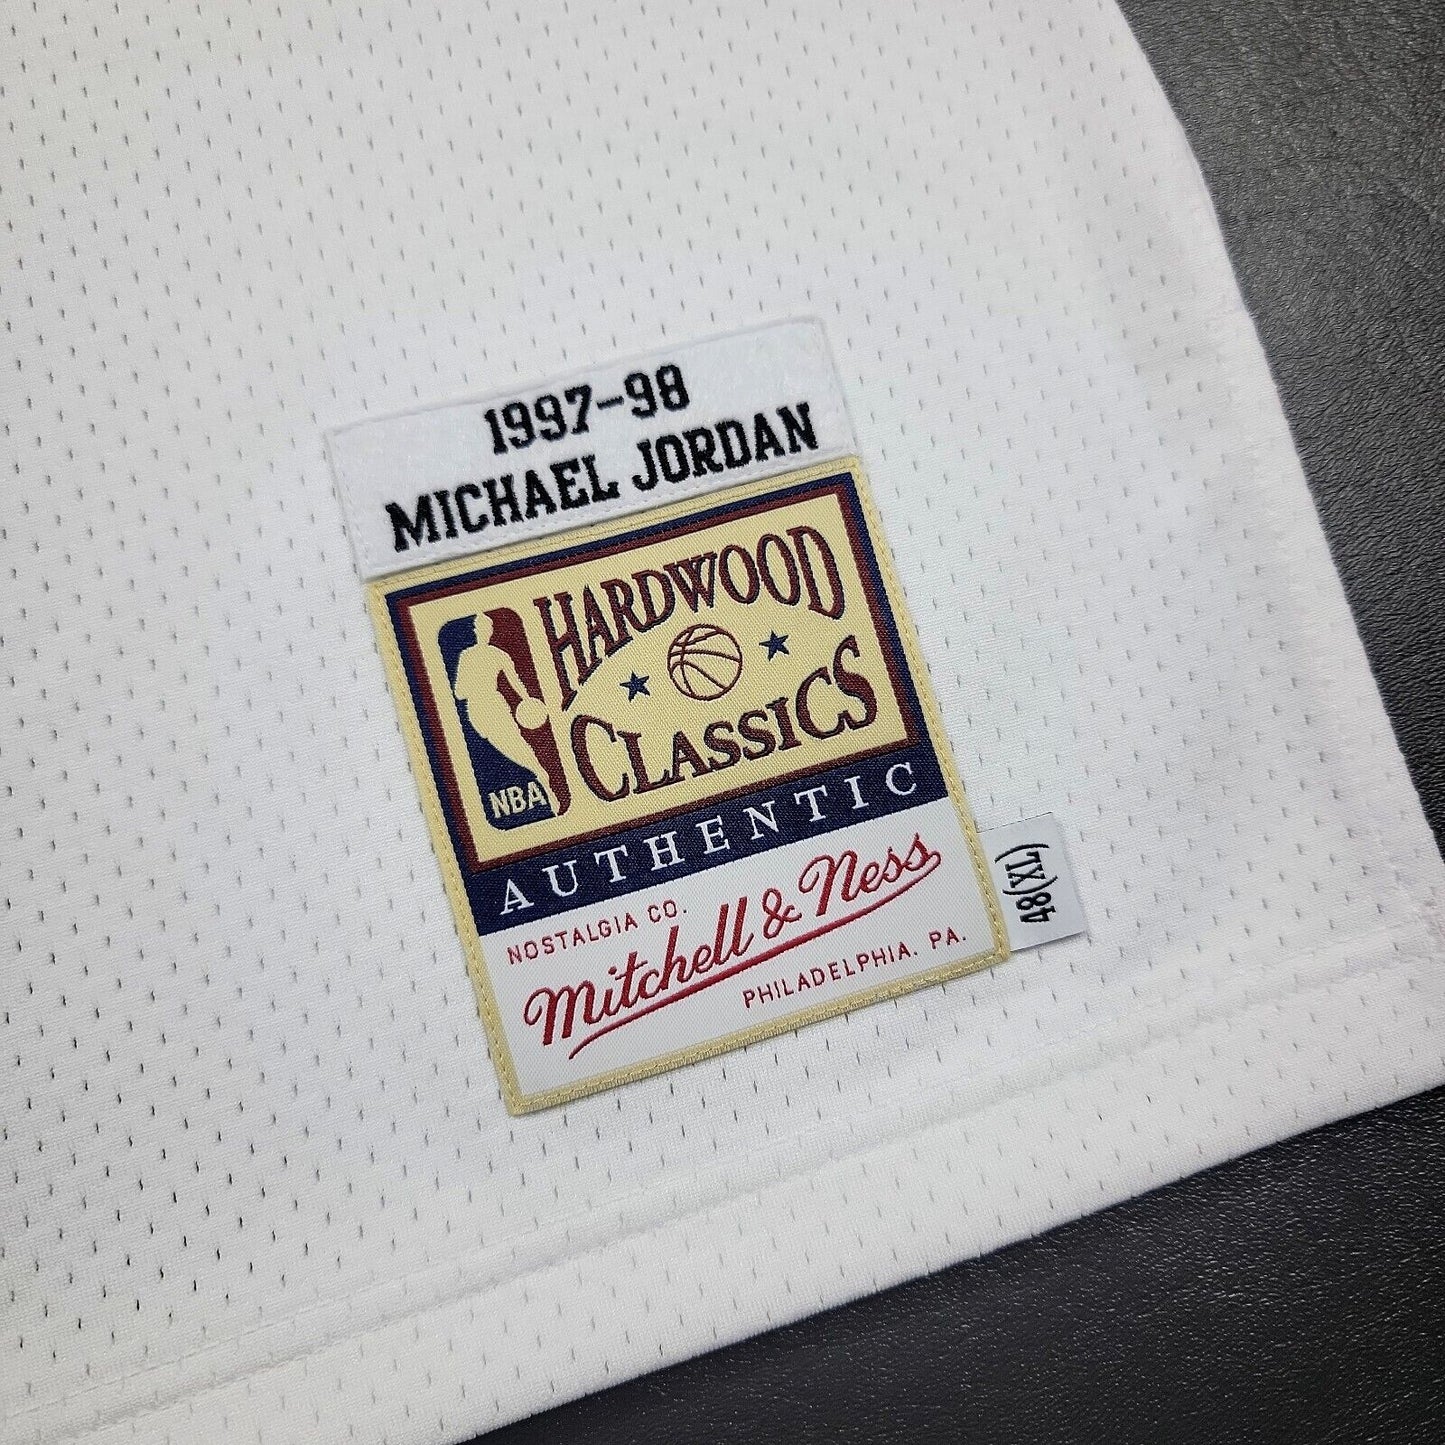 1997-98
MICHAEL JORDAN
HARDWOOD
CLASSICS
NBA
AUTHENTIC
NOSTALGIA CO.
Mitchell & Ness
PHILADELPHIA. PA.
48(XL)